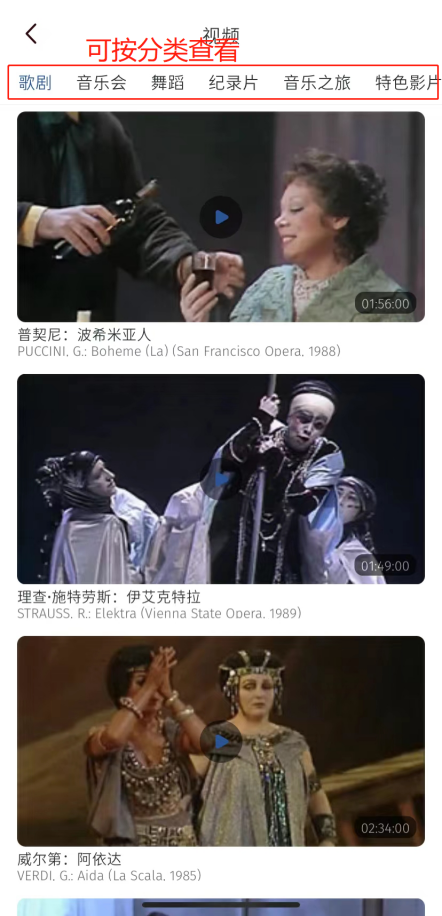 视频
可按分类查看
歌剧 音乐会 舞蹈 纪录片 音乐之旅 特色影片
01:56:00
普契尼：波希米亚人
PUCCINI, G.: Boheme (La) (San Francisco Opera, 1988)
01:49:00
理查·施特劳斯：伊艾克特拉
STRAUSS, R.: Elektra (Vienna State Opera, 1989)
02:34:00
威尔第：阿依达
VERDI, G.: Aida (La Scala, 1985)